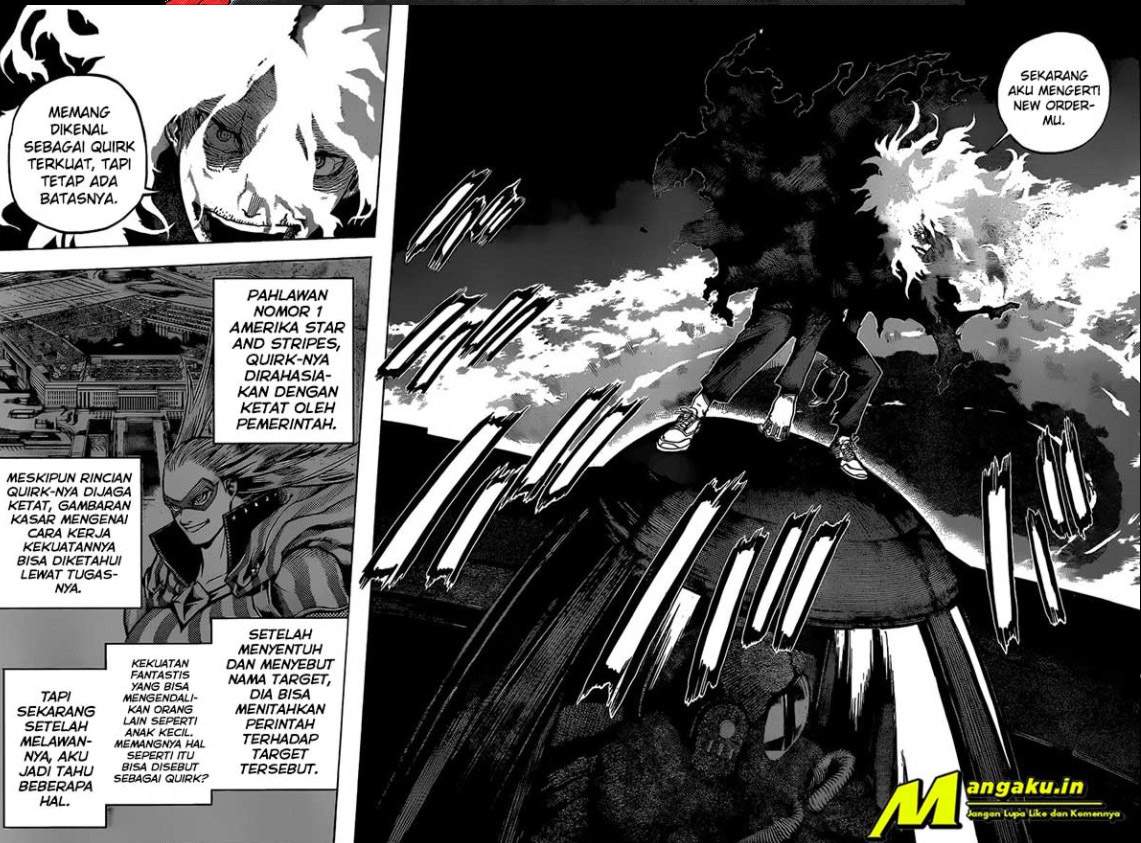 SEKARANG
AKU MENGERTI
NEW ORDER-
MU.
MEMANG
DIKENAL
SEBAGAI QUIRK
TERKUAT, TAPI
TETAP ADA
BATASNYA.
PAHLAWAN
NOMOR 1
AMERIKA STAR
AND STRIPES,
QUIRK-NYA
DIRAHASIA-
KAN DENGAN
KETAT OLEH
PEMERINTAH.
MESKIPUN RINCIAN
QUIRK-NYA DIJAGA
KETAT, GAMBARAN
KASAR MENGENAI
CARA KERJA
KEKUATANNYA
BISA DIKETAHUI
LEWAT TUGAS-
NYA.
SETELAH
MENYENTUH
DAN MENYEBUT
NAMA TARGET,
DIA BISA
MENITAHKAN
PERINTAH
TERHADAP
TARGET
TERSEBUT.
KEKUATAN
FANTASTIS
YANG BISA
MENGENDALI-
KAN ORANG
LAIN SEPERTI
ANAK KECIL.
MEMANGNYA HAL
SEPERTI ITU
BISA DISEBUT
SEBAGAI QUIRK?
TAPI
SEKARANG
SETELAH
MELAWAN-
NYA, AKU
JADI TAHU
BEBERAPA
HAL.
Mangaku.in
Jangan Lupa Like dan Komennya